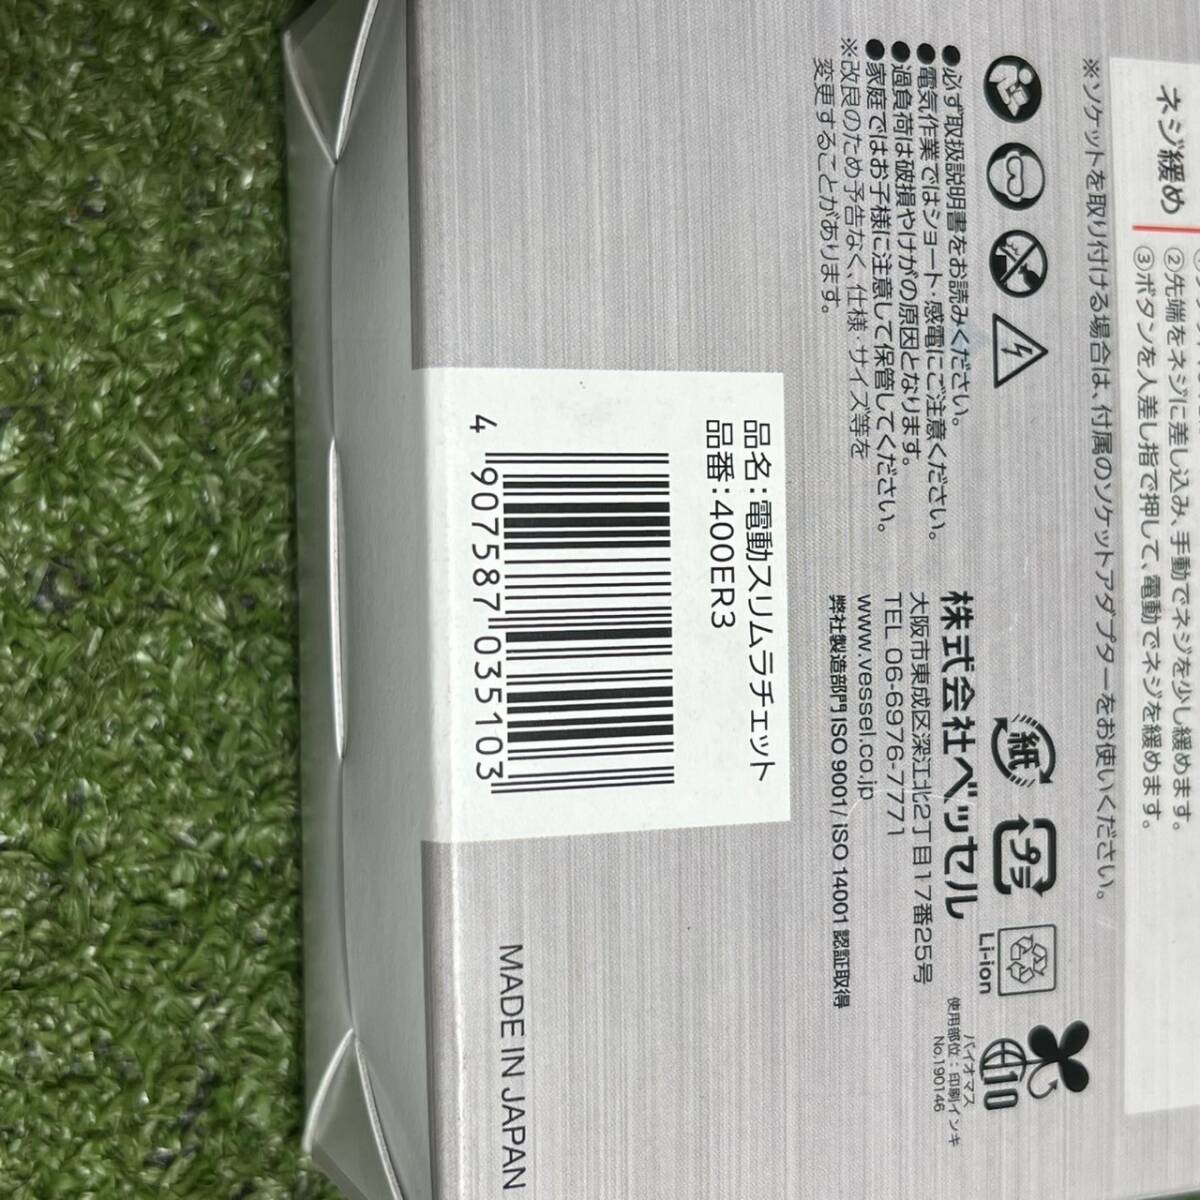 ネジ緩め
②先端をネジに差し込み、手動でネジを少し緩めます。
③ボタンを人差し指で押して、電動でネジを緩めます。
※ソケットを取り付ける場合は、付属のソケットアダプターをお使いください。
●必ず取扱説明書をお読みください。
●電気作業ではショート・感電にご注意ください。
●過負荷は破損やけがの原因となります。
●家庭ではお子様に注意して保管してください。
※改良のため予告なく、仕様・サイズ等を
変更することがあります。
紙
プラ
Li-ion
10
バイオマス
使用部位：印刷インキ
No.190146
株式会社ベッセル
大阪市東成区深江北2丁目17番25号
TEL 06-6976-7771
www.vessel.co.jp
弊社製造部門 ISO 9001/ ISO 14001 認証取得
品名：電動スリムラチェット
品番：400ER3
4 907587 035103
MADE IN JAPAN